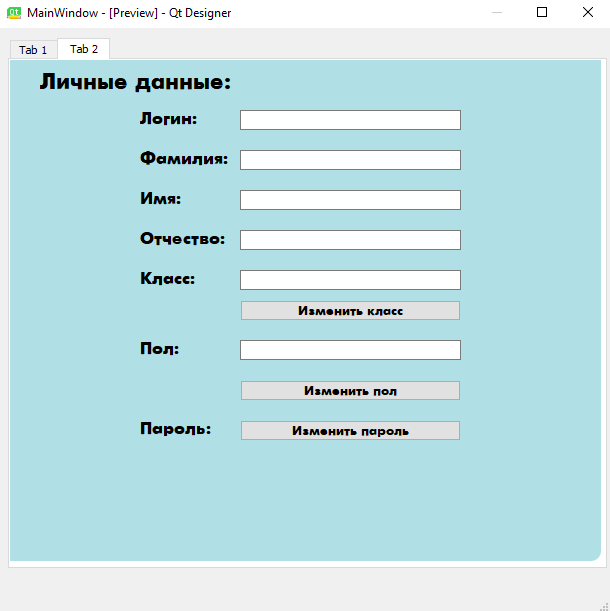 MainWindow - [Preview] - Qt Designer
Tab 1 Tab 2
Личные данные:
Логин:
Фамилия:
Имя:
Отчество:
Класс:
Изменить класс
Пол:
Изменить пол
Пароль: Изменить пароль